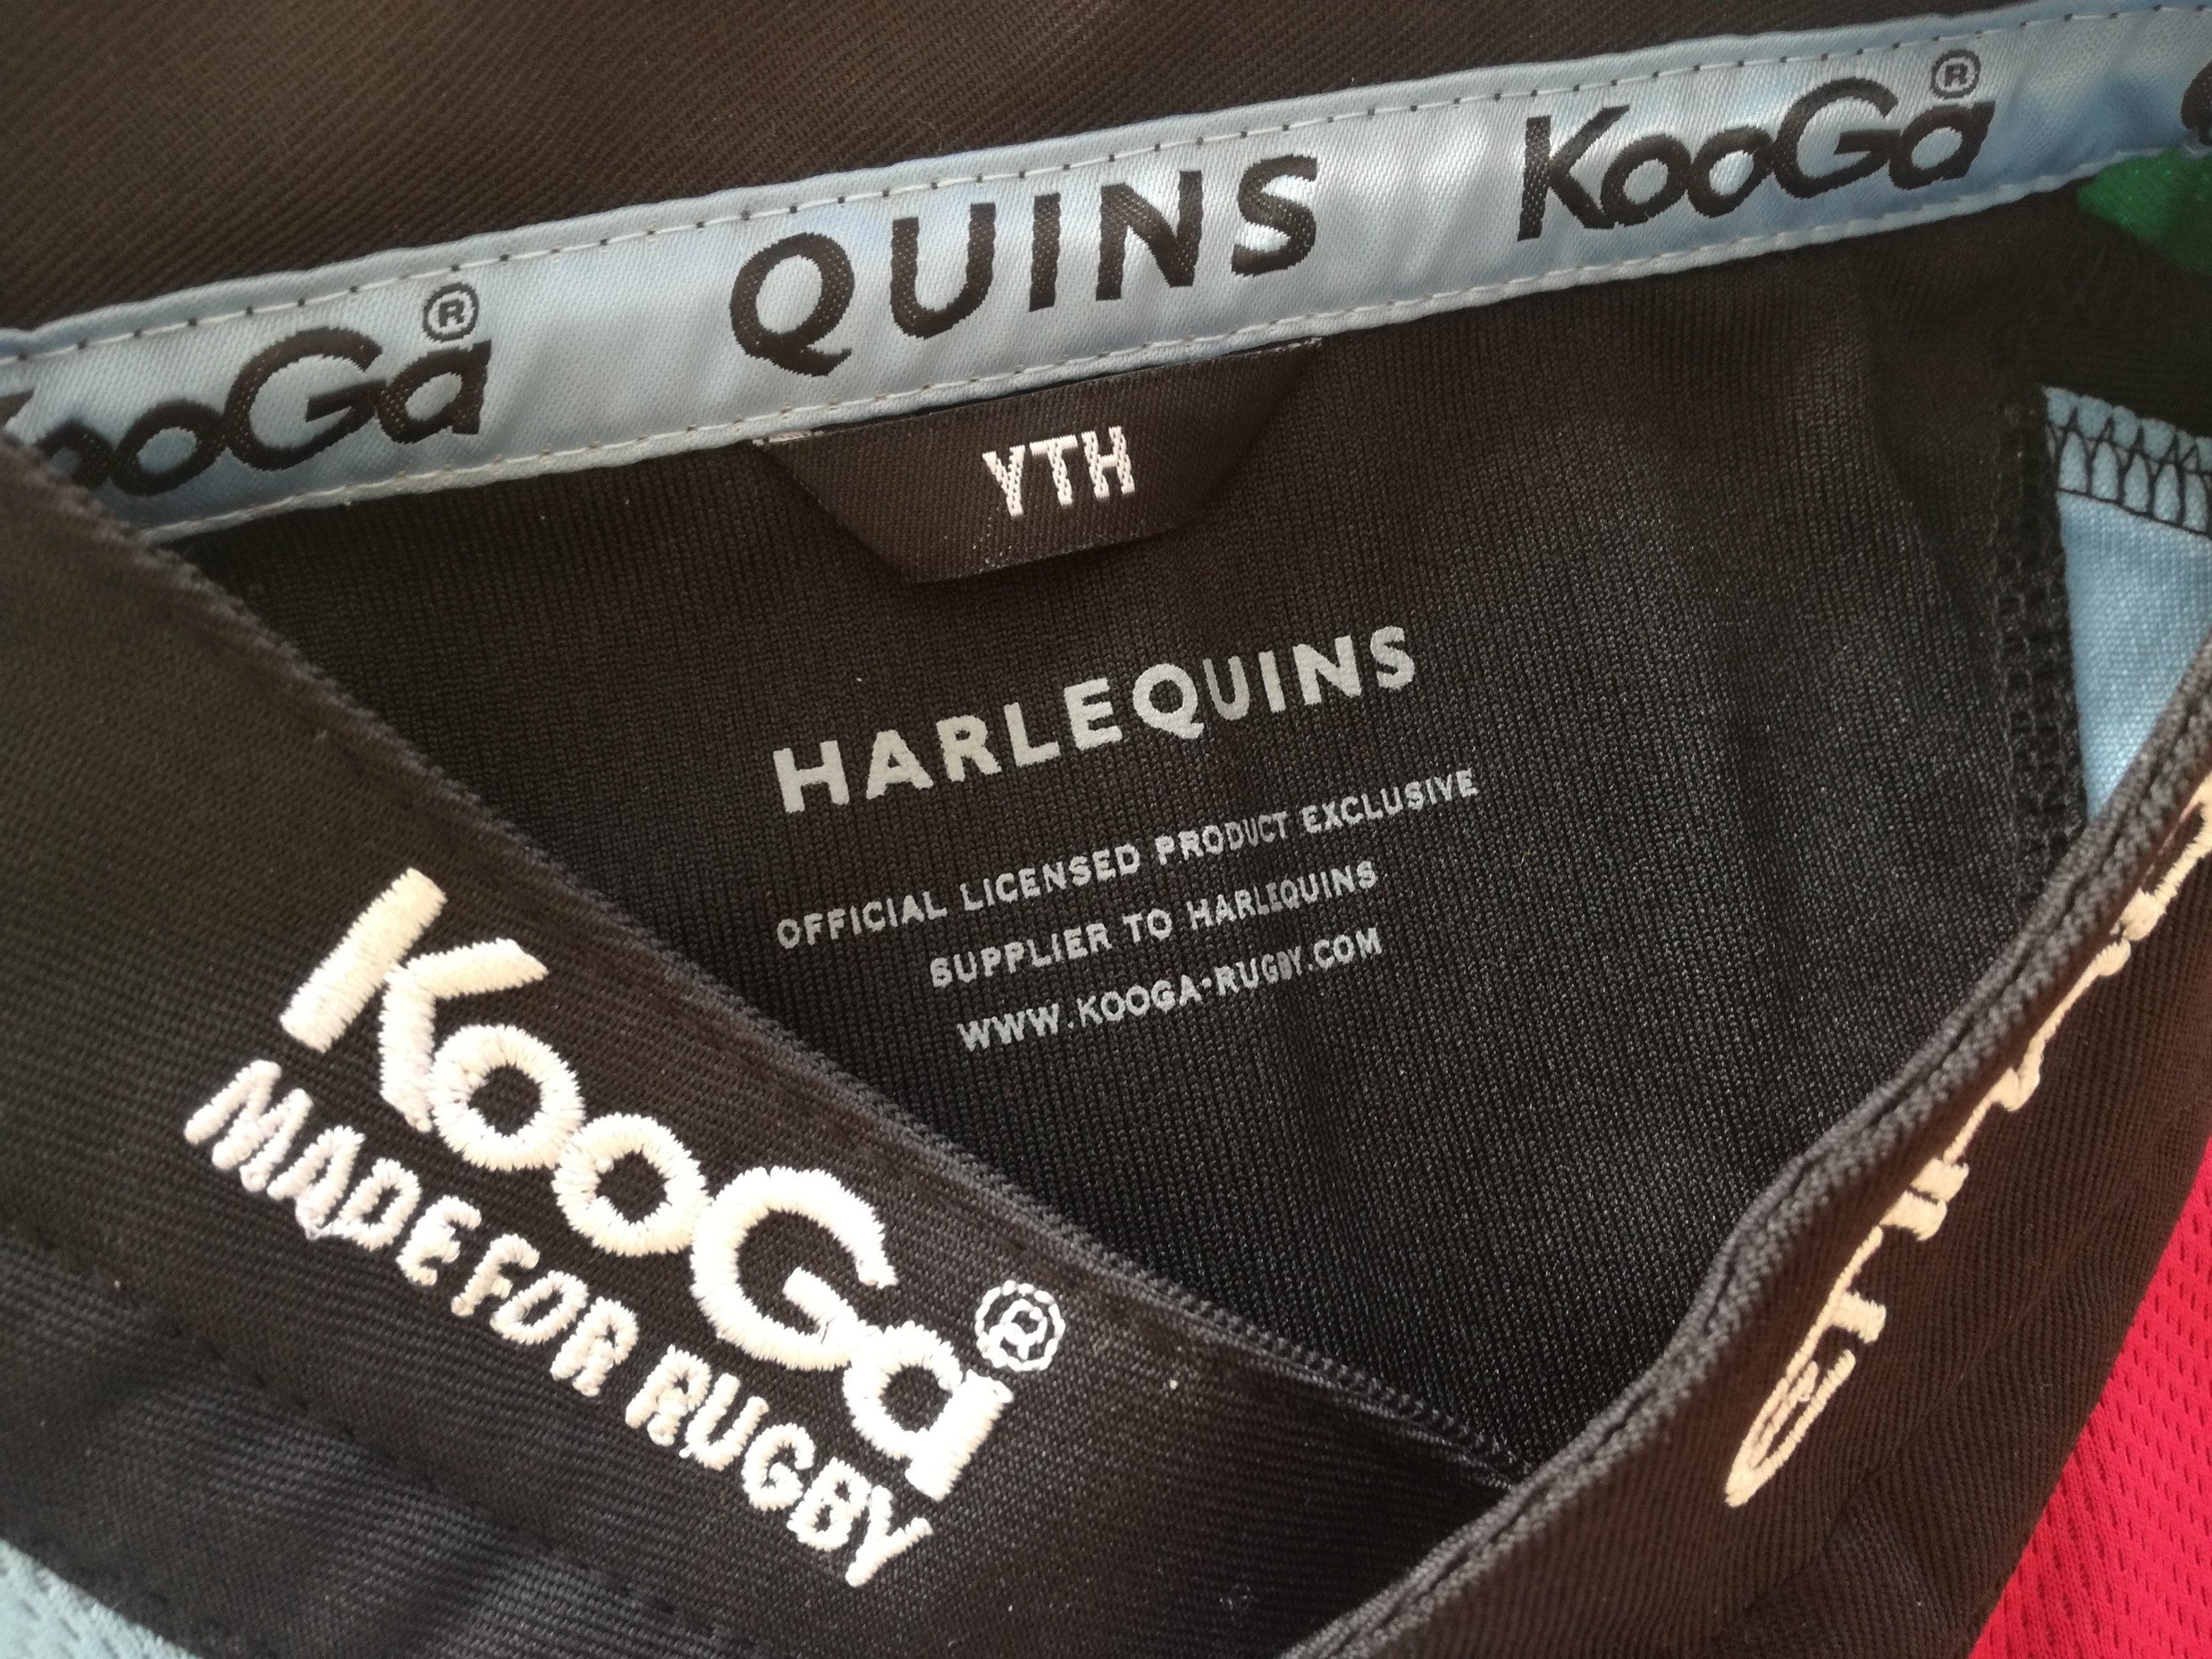 KooGa®
QUINS
KooGa®
YTH
HARLEQUINS
OFFICIAL LICENSED PRODUCT EXCLUSIVE
SUPPLIER TO HARLEQUINS
WWW.KOOGA-RUGBY.COM
KooGa®
MADE FOR RUGBY